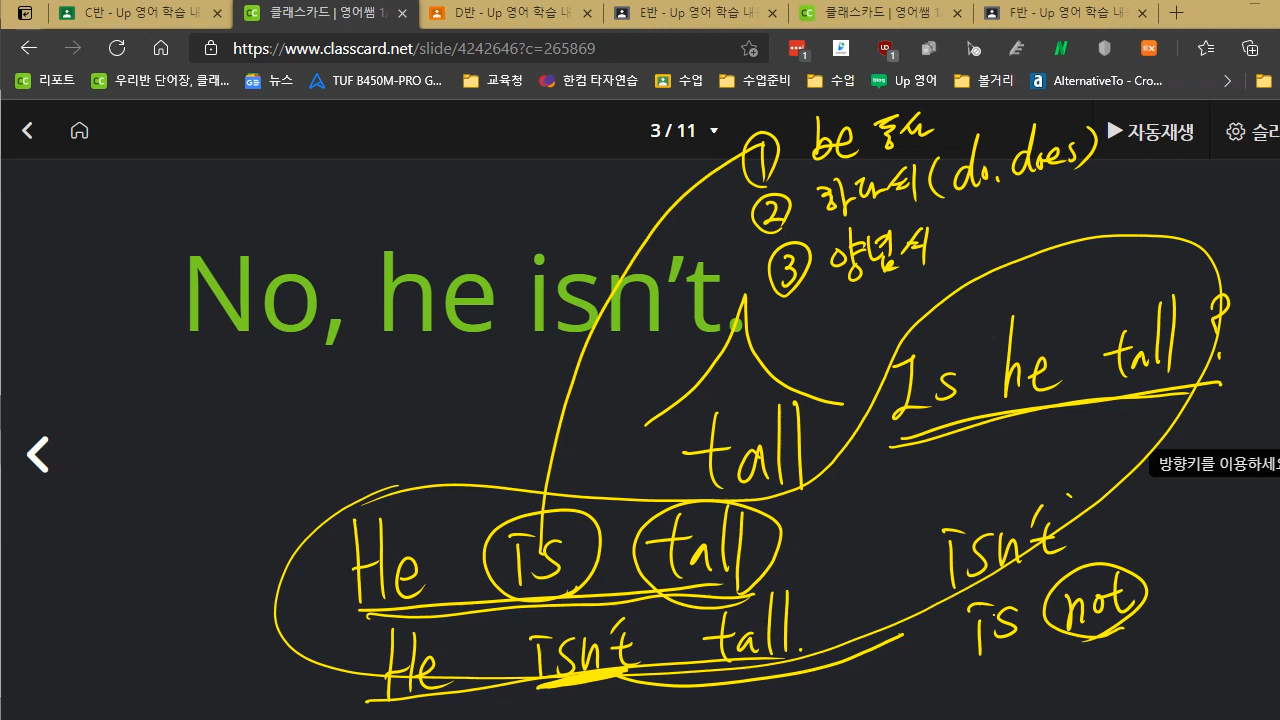 C반 - Up 영어 학습 내
클래스카드 | 영어쌤 1/
D반 - Up 영어 학습 내
E반 - Up 영어 학습 내
클래스카드 | 영어쌤 1/
F반 - Up 영어 학습 내
https://www.classcard.net/slide/4242646?c=265869
리포트
우리반 단어장, 클래...
뉴스
TUF B450M-PRO G...
교육청
한컴 타자연습
수업
수업준비
수업
Up 영어
볼거리
AlternativeTo - Cro...
3 / 11
자동재생
슬라
① be 동사
② 하다씨(do. does)
③ 양념씨
No, he isn't.
Is he tall?
tall
방향키를 이용하세요
He is tall
isn't
is not
He isn't tall.